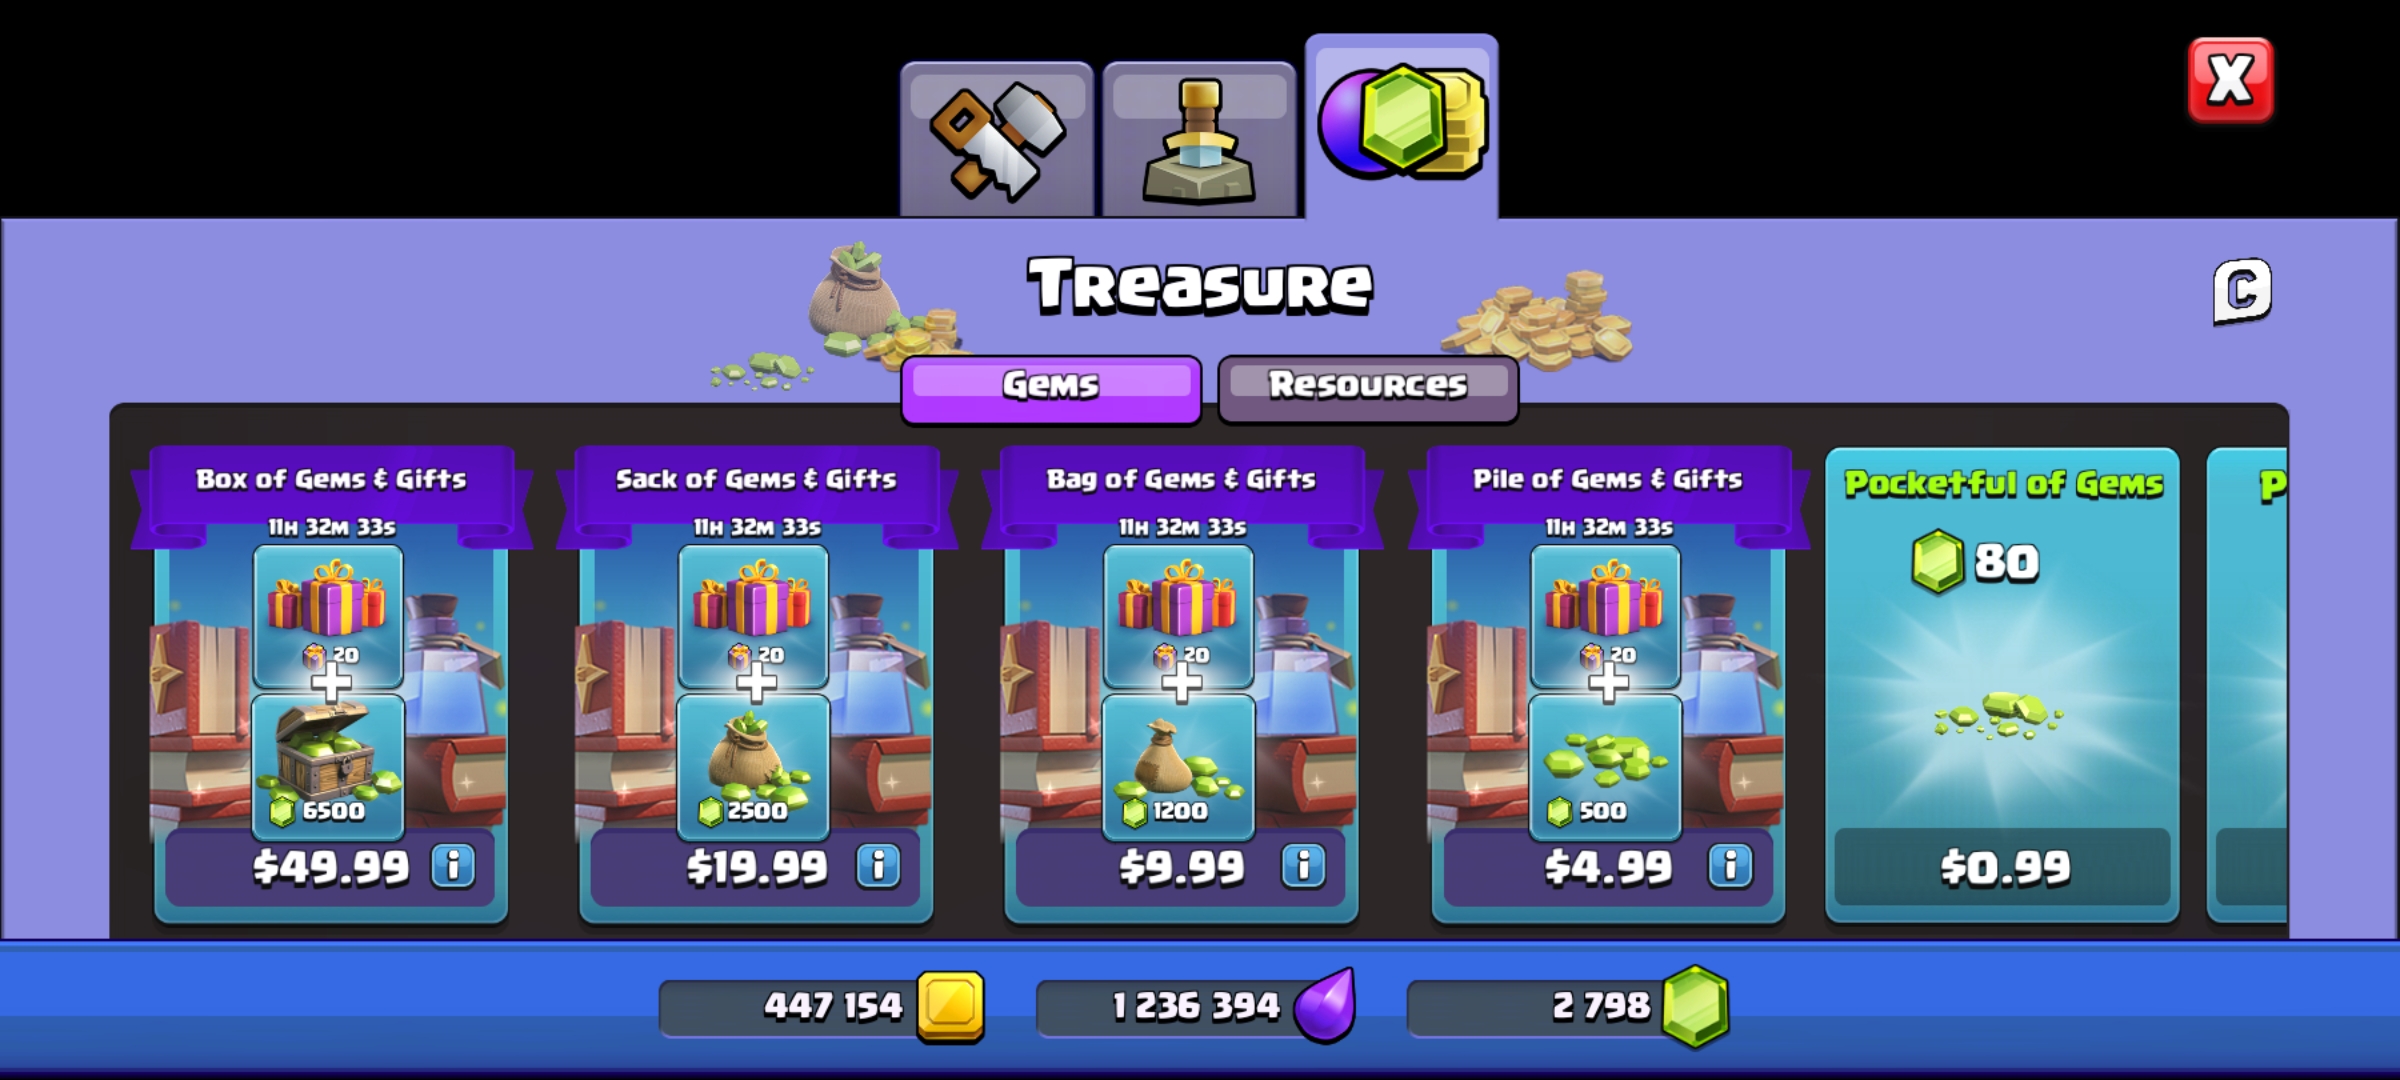 X
Treasure
C
Gems
Resources
Box of Gems & Gifts
11H 32M 33s
20
6500
$49.99
i
Sack of Gems & Gifts
11H 32M 33s
20
2500
$19.99
i
Bag of Gems & Gifts
11H 32M 33s
20
1200
$9.99
i
Pile of Gems & Gifts
11H 32M 33s
20
500
$4.99
i
Pocketful of Gems
80
$0.99
P
447 154
1 236 394
2 798